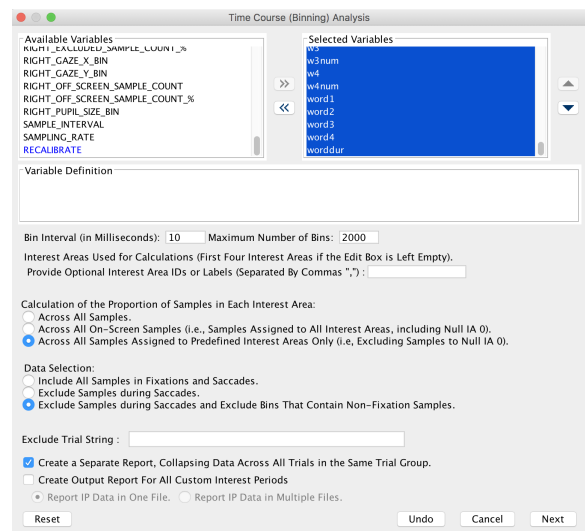 Time Course (Binning) Analysis
Available Variables
RIGHT_EXCLUDED_SAMPLE_COUNT_%
RIGHT_GAZE_X_BIN
RIGHT_GAZE_Y_BIN
RIGHT_OFF_SCREEN_SAMPLE_COUNT
RIGHT_OFF_SCREEN_SAMPLE_COUNT_%
RIGHT_PUPIL_SIZE_BIN
SAMPLE_INTERVAL
SAMPLING_RATE
RECALIBRATE
>>
<<
Selected Variables
w3
w3num
w4
w4num
word1
word2
word3
word4
worddur
Variable Definition
Bin Interval (in Milliseconds): 10 Maximum Number of Bins: 2000
Interest Areas Used for Calculations (First Four Interest Areas if the Edit Box is Left Empty).
Provide Optional Interest Area IDs or Labels (Separated By Commas ",") :
Calculation of the Proportion of Samples in Each Interest Area:
Across All Samples.
Across All On-Screen Samples (i.e., Samples Assigned to All Interest Areas, including Null IA 0).
Across All Samples Assigned to Predefined Interest Areas Only (i.e, Excluding Samples to Null IA 0).
Data Selection:
Include All Samples in Fixations and Saccades.
Exclude Samples during Saccades.
Exclude Samples during Saccades and Exclude Bins That Contain Non-Fixation Samples.
Exclude Trial String :
Create a Separate Report, Collapsing Data Across All Trials in the Same Trial Group.
Create Output Report For All Custom Interest Periods
Report IP Data in One File. Report IP Data in Multiple Files.
Reset Undo Cancel Next